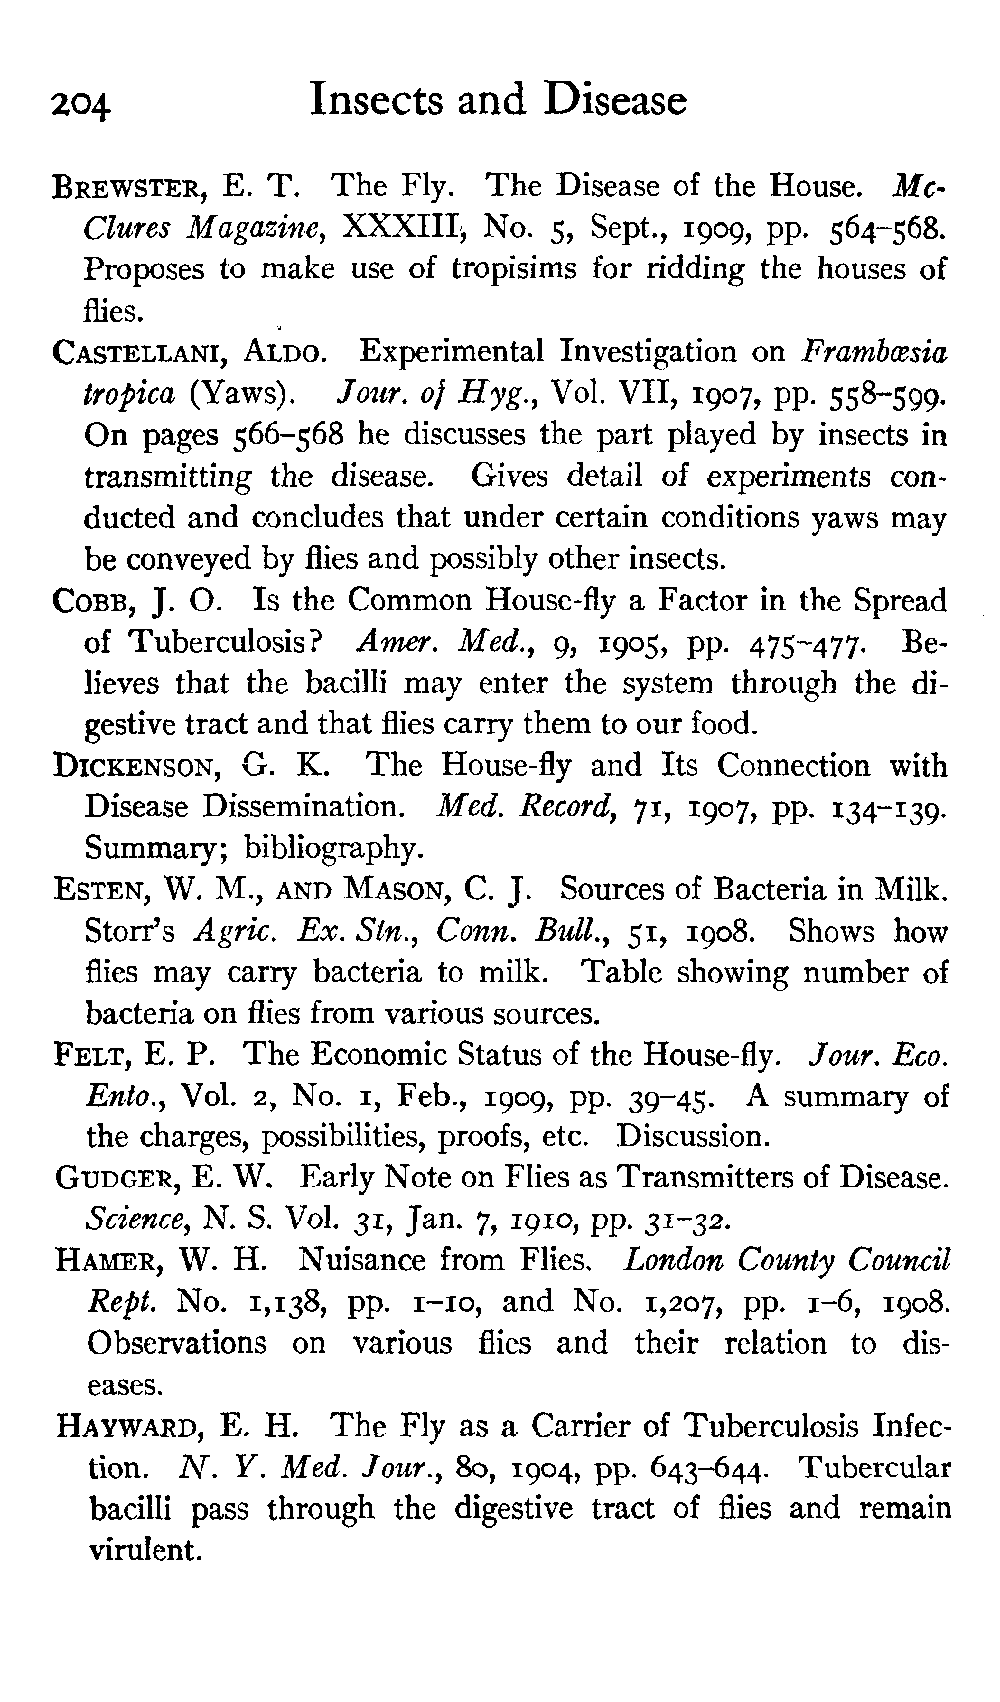 204 Insects and Disease
BREWSTER, E. T. The Fly. The Disease of the House. Mc-
Clures Magazine, XXXIII, No. 5, Sept., 1909, pp. 564–568.
Proposes to make use of tropisims for ridding the houses of
flies.
CASTELLANI, ALDO. Experimental Investigation on Frambœsia
tropica (Yaws). Jour. of Hyg., Vol. VII, 1907, pp. 558–599.
On pages 566–568 he discusses the part played by insects in
transmitting the disease. Gives detail of experiments con-
ducted and concludes that under certain conditions yaws may
be conveyed by flies and possibly other insects.
COBB, J. O. Is the Common House-fly a Factor in the Spread
of Tuberculosis? Amer. Med., 9, 1905, pp. 475–477. Be-
lieves that the bacilli may enter the system through the di-
gestive tract and that flies carry them to our food.
DICKENSON, G. K. The House-fly and Its Connection with
Disease Dissemination. Med. Record, 71, 1907, pp. 134–139.
Summary; bibliography.
ESTEN, W. M., AND MASON, C. J. Sources of Bacteria in Milk.
Storr's Agric. Ex. Stn., Conn. Bull., 51, 1908. Shows how
flies may carry bacteria to milk. Table showing number of
bacteria on flies from various sources.
FELT, E. P. The Economic Status of the House-fly. Jour. Eco.
Ento., Vol. 2, No. 1, Feb., 1909, pp. 39–45. A summary of
the charges, possibilities, proofs, etc. Discussion.
GUDGER, E. W. Early Note on Flies as Transmitters of Disease.
Science, N. S. Vol. 31, Jan. 7, 1910, pp. 31–32.
HAMER, W. H. Nuisance from Flies. London County Council
Rept. No. 1,138, pp. 1–10, and No. 1,207, pp. 1–6, 1908.
Observations on various flies and their relation to dis-
eases.
HAYWARD, E. H. The Fly as a Carrier of Tuberculosis Infec-
tion. N. Y. Med. Jour., 80, 1904, pp. 643–644. Tubercular
bacilli pass through the digestive tract of flies and remain
virulent.